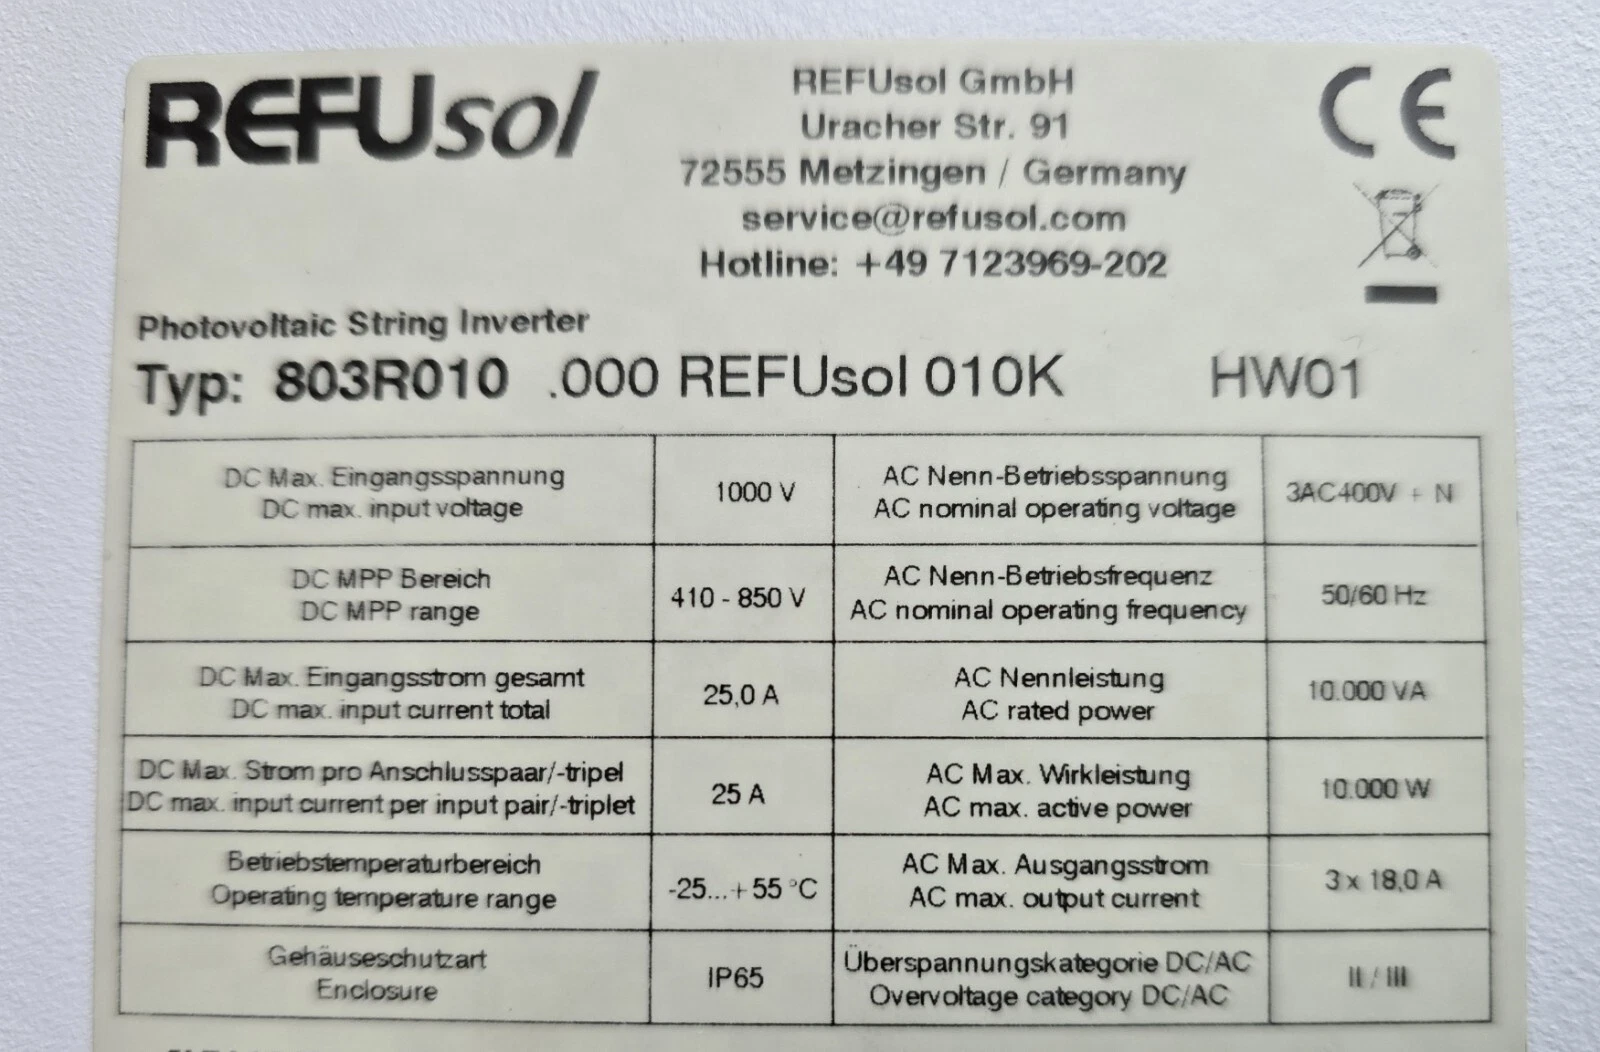 REFUsol
REFUsol GmbH
Uracher Str. 91
72555 Metzingen / Germany
service@refusol.com
Hotline: +49 7123969-202
CE
Photovoltaic String Inverter
Typ: 803R010 .000 REFUsol 010K HW01
DC Max. Eingangsspannung
DC max. input voltage
1000 V
AC Nenn-Betriebsspannung
AC nominal operating voltage
3AC400V + N
DC MPP Bereich
DC MPP range
410 - 850 V
AC Nenn-Betriebsfrequenz
AC nominal operating frequency
50/60 Hz
DC Max. Eingangsstrom gesamt
DC max. input current total
25,0 A
AC Nennleistung
AC rated power
10.000 VA
DC Max. Strom pro Anschlusspaar/-tripel
DC max. input current per input pair/-triplet
25 A
AC Max. Wirkleistung
AC max. active power
10.000 W
Betriebstemperaturbereich
Operating temperature range
-25...+55 °C
AC Max. Ausgangsstrom
AC max. output current
3 x 18,0 A
Gehäuseschutzart
Enclosure
IP65
Überspannungskategorie DC/AC
Overvoltage category DC/AC
II / III